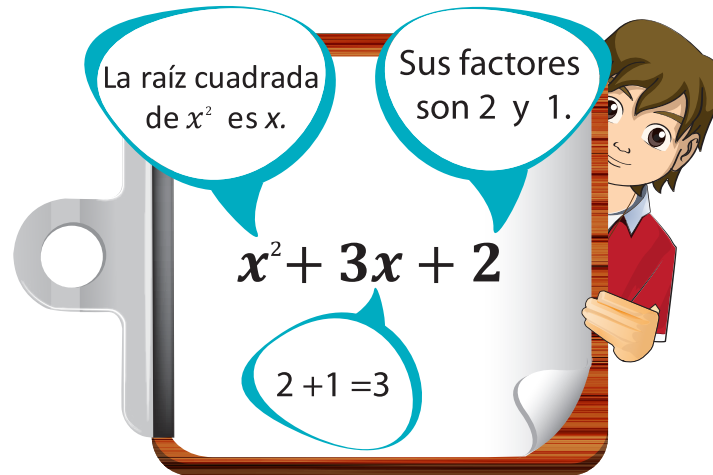 La raíz cuadrada
de x² es x.
Sus factores
son 2 y 1.
x² + 3x + 2
2 +1 =3